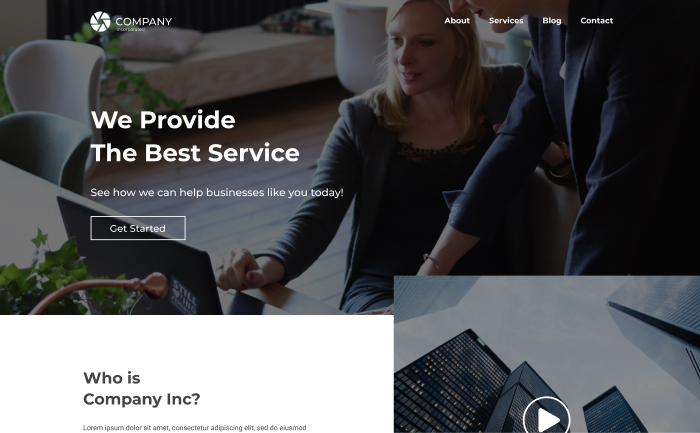 COMPANY
Incorporated
About Services Blog Contact
We Provide
The Best Service
See how we can help businesses like you today!
Get Started
Who is
Company Inc?
Lorem ipsum dolor sit amet, consectetur adipiscing elit, sed do eiusmod